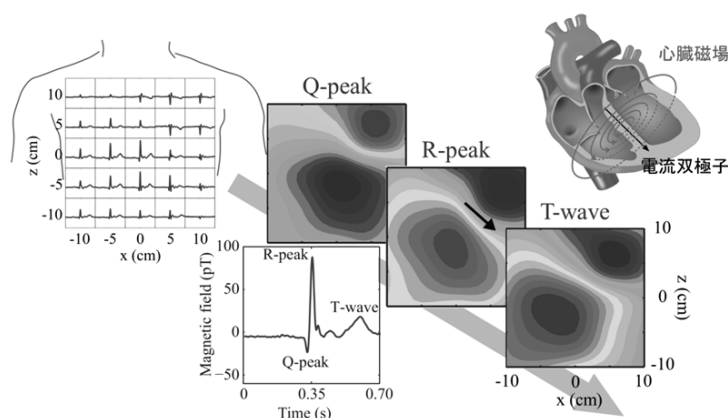 心臓磁場
電流双極子
Q-peak
R-peak
T-wave
10
5
0
-5
-10
z (cm)
-10
-5
0
5
10
x (cm)
100
50
0
−50
Magnetic field (pT)
R-peak
T-wave
Q-peak
0
0.35
0.70
Time (s)
10
0
-10
z (cm)
-10
0
10
x (cm)